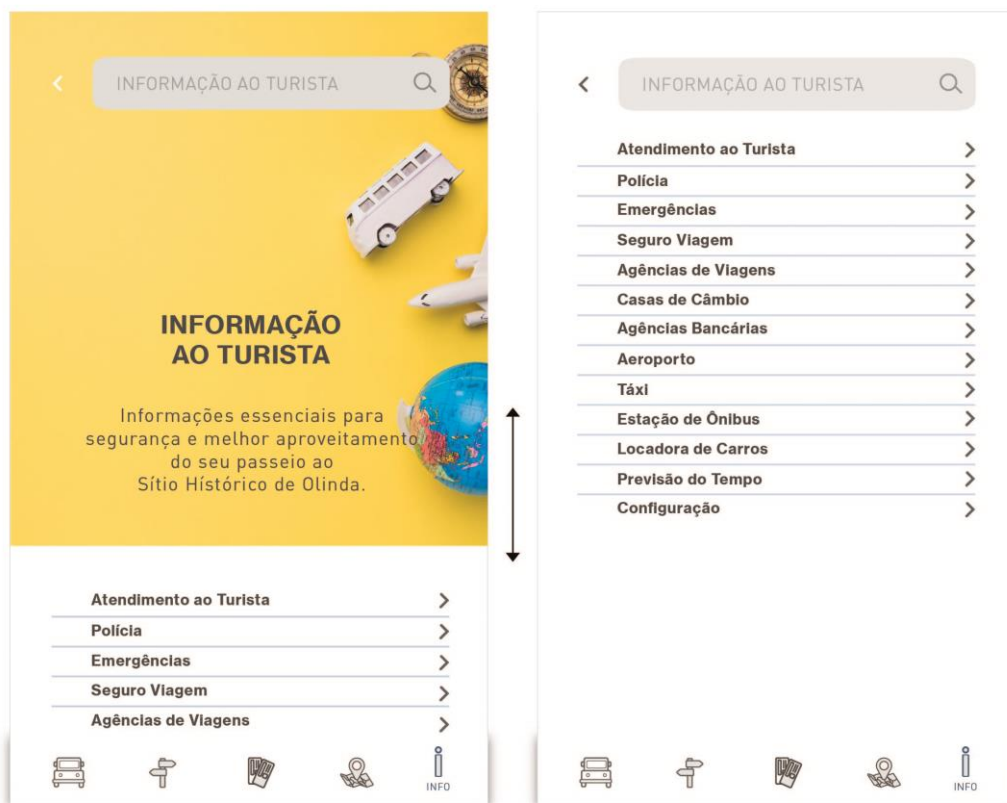 INFORMAÇÃO AO TURISTA
INFORMAÇÃO
AO TURISTA
Informações essenciais para
segurança e melhor aproveitamento
do seu passeio ao
Sítio Hístórico de Olinda.
Atendimento ao Turista
Polícia
Emergências
Seguro Viagem
Agências de Viagens
INFO
INFORMAÇÃO AO TURISTA
Atendimento ao Turista
Polícia
Emergências
Seguro Viagem
Agências de Viagens
Casas de Câmbio
Agências Bancárias
Aeroporto
Táxi
Estação de Ônibus
Locadora de Carros
Previsão do Tempo
Configuração
INFO